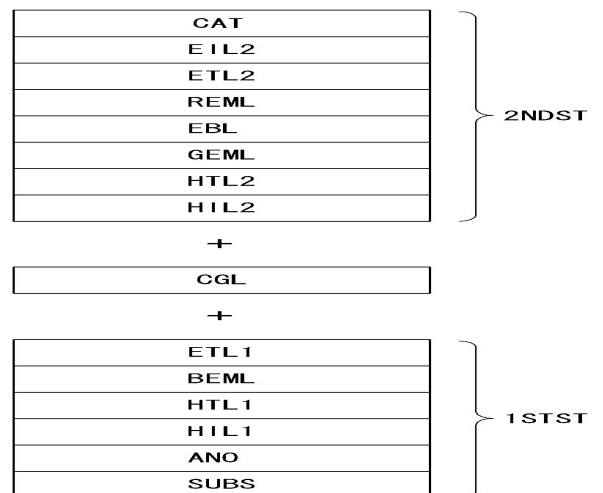 CAT
EIL2
ETL2
REML
EBL
GEML
HTL2
HIL2
2NDST
+
CGL
+
ETL1
BEML
HTL1
HIL1
ANO
SUBS
1STST